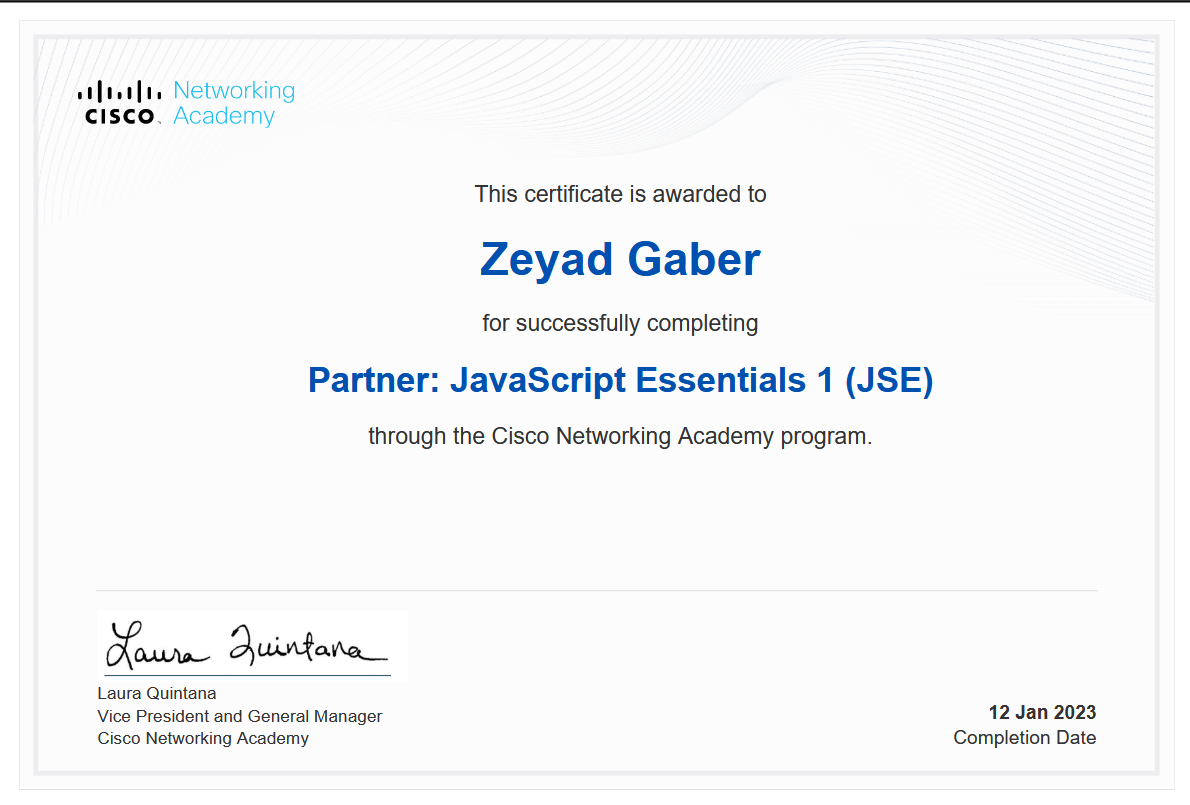 Networking
CISCO Academy
This certificate is awarded to
Zeyad Gaber
for successfully completing
Partner: JavaScript Essentials 1 (JSE)
through the Cisco Networking Academy program.
Laura Quintana
Laura Quintana
Vice President and General Manager
Cisco Networking Academy
12 Jan 2023
Completion Date